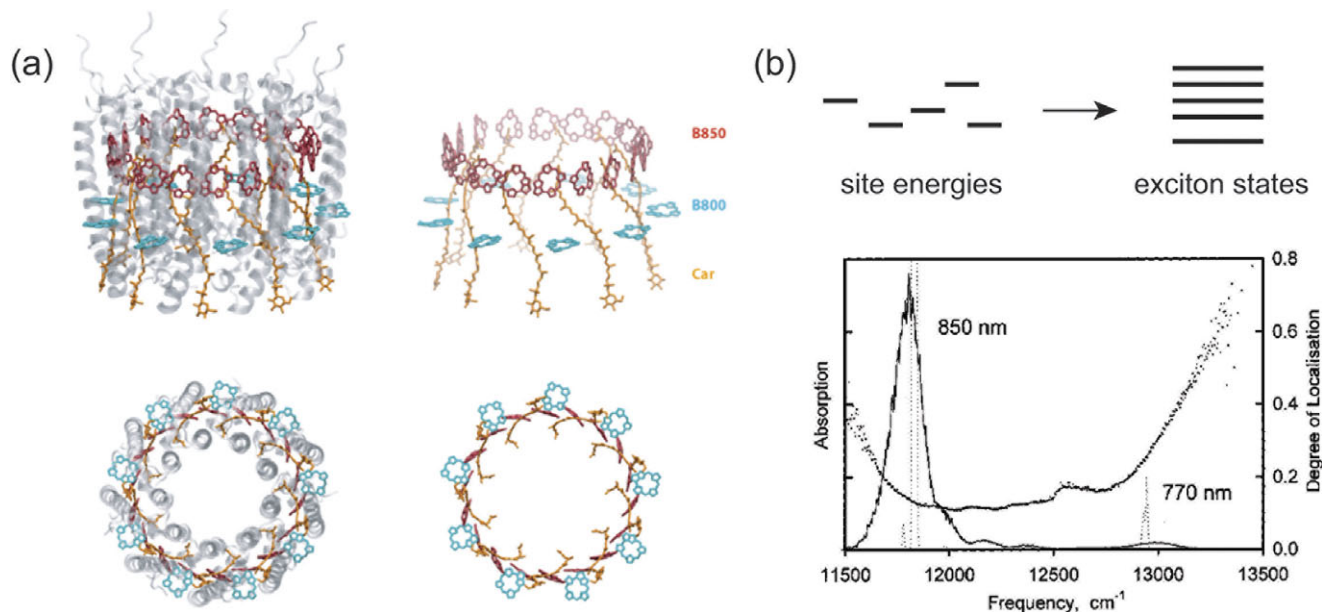 (a)
B850
B800
Car
(b)
site energies
exciton states
850 nm
770 nm
Absorption
0.8
0.6
0.4
0.2
0.0
Degree of Localisation
11500
12000
12500
13000
13500
Frequency, cm-1